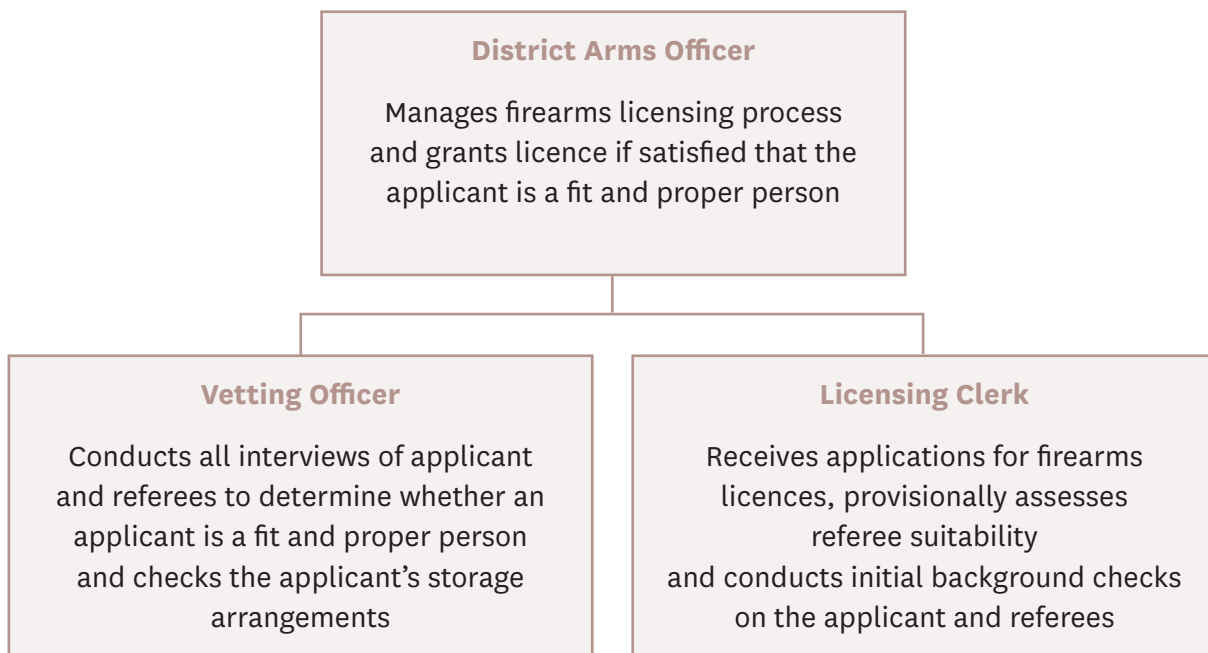 District Arms Officer
Manages firearms licensing process
and grants licence if satisfied that the
applicant is a fit and proper person
Vetting Officer
Conducts all interviews of applicant
and referees to determine whether an
applicant is a fit and proper person
and checks the applicant’s storage
arrangements
Licensing Clerk
Receives applications for firearms
licences, provisionally assesses
referee suitability
and conducts initial background checks
on the applicant and referees